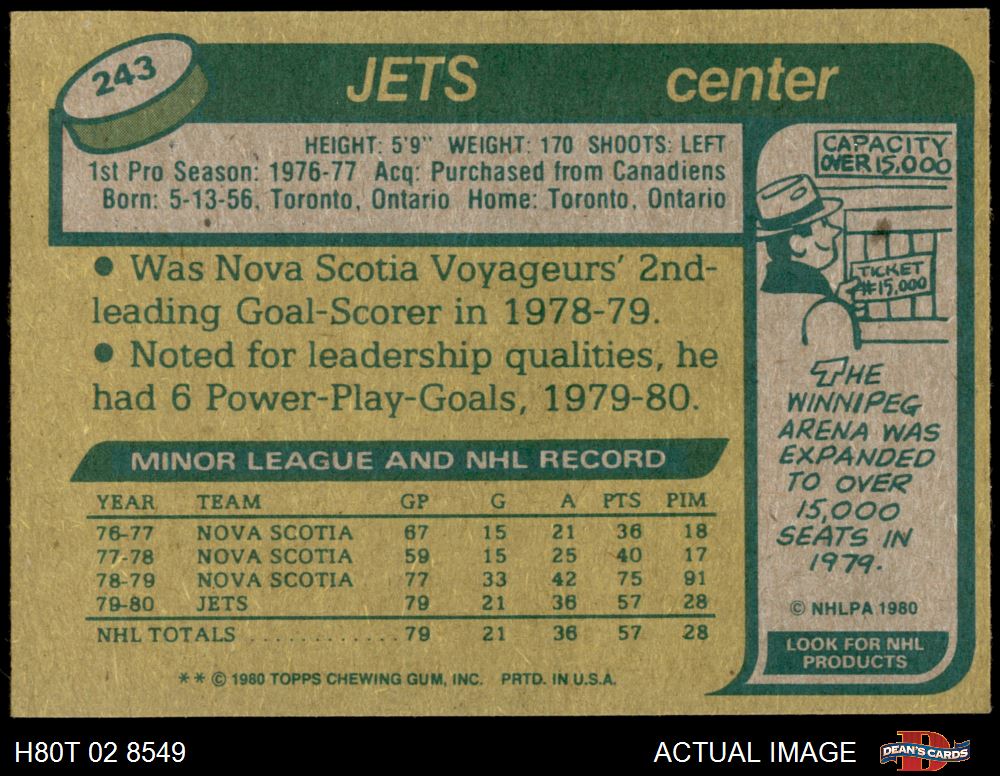 243
JETS center
HEIGHT: 5'9" WEIGHT: 170 SHOOTS: LEFT
1st Pro Season: 1976-77 Acq: Purchased from Canadiens
Born: 5-13-56, Toronto, Ontario Home: Toronto, Ontario
• Was Nova Scotia Voyageurs' 2nd-
leading Goal-Scorer in 1978-79.
• Noted for leadership qualities, he
had 6 Power-Play-Goals, 1979-80.
MINOR LEAGUE AND NHL RECORD
YEAR TEAM GP G A PTS PIM
76-77 NOVA SCOTIA 67 15 21 36 18
77-78 NOVA SCOTIA 59 15 25 40 17
78-79 NOVA SCOTIA 77 33 42 75 91
79-80 JETS 79 21 36 57 28
NHL TOTALS ............. 79 21 36 57 28
** © 1980 TOPPS CHEWING GUM, INC. PRTD. IN U.S.A.
CAPACITY
OVER 15,000
TICKET
#15,000
THE
WINNIPEG
ARENA WAS
EXPANDED
TO OVER
15,000
SEATS IN
1979.
© NHLPA 1980
LOOK FOR NHL
PRODUCTS
H80T 02 8549
ACTUAL IMAGE
DEAN'S CARDS